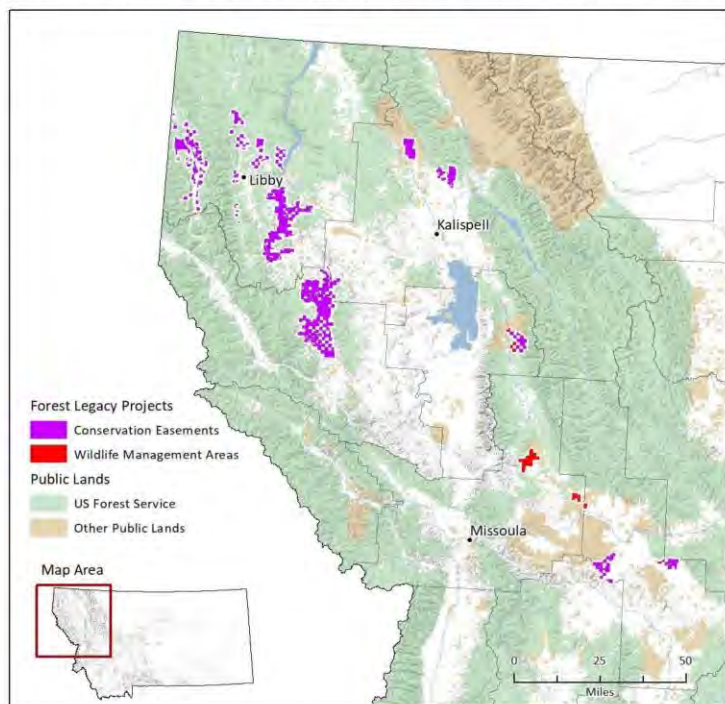 Libby
Kalispell
Forest Legacy Projects
Conservation Easements
Wildlife Management Areas
Public Lands
US Forest Service
Other Public Lands
Missoula
Map Area
0 25 50
Miles